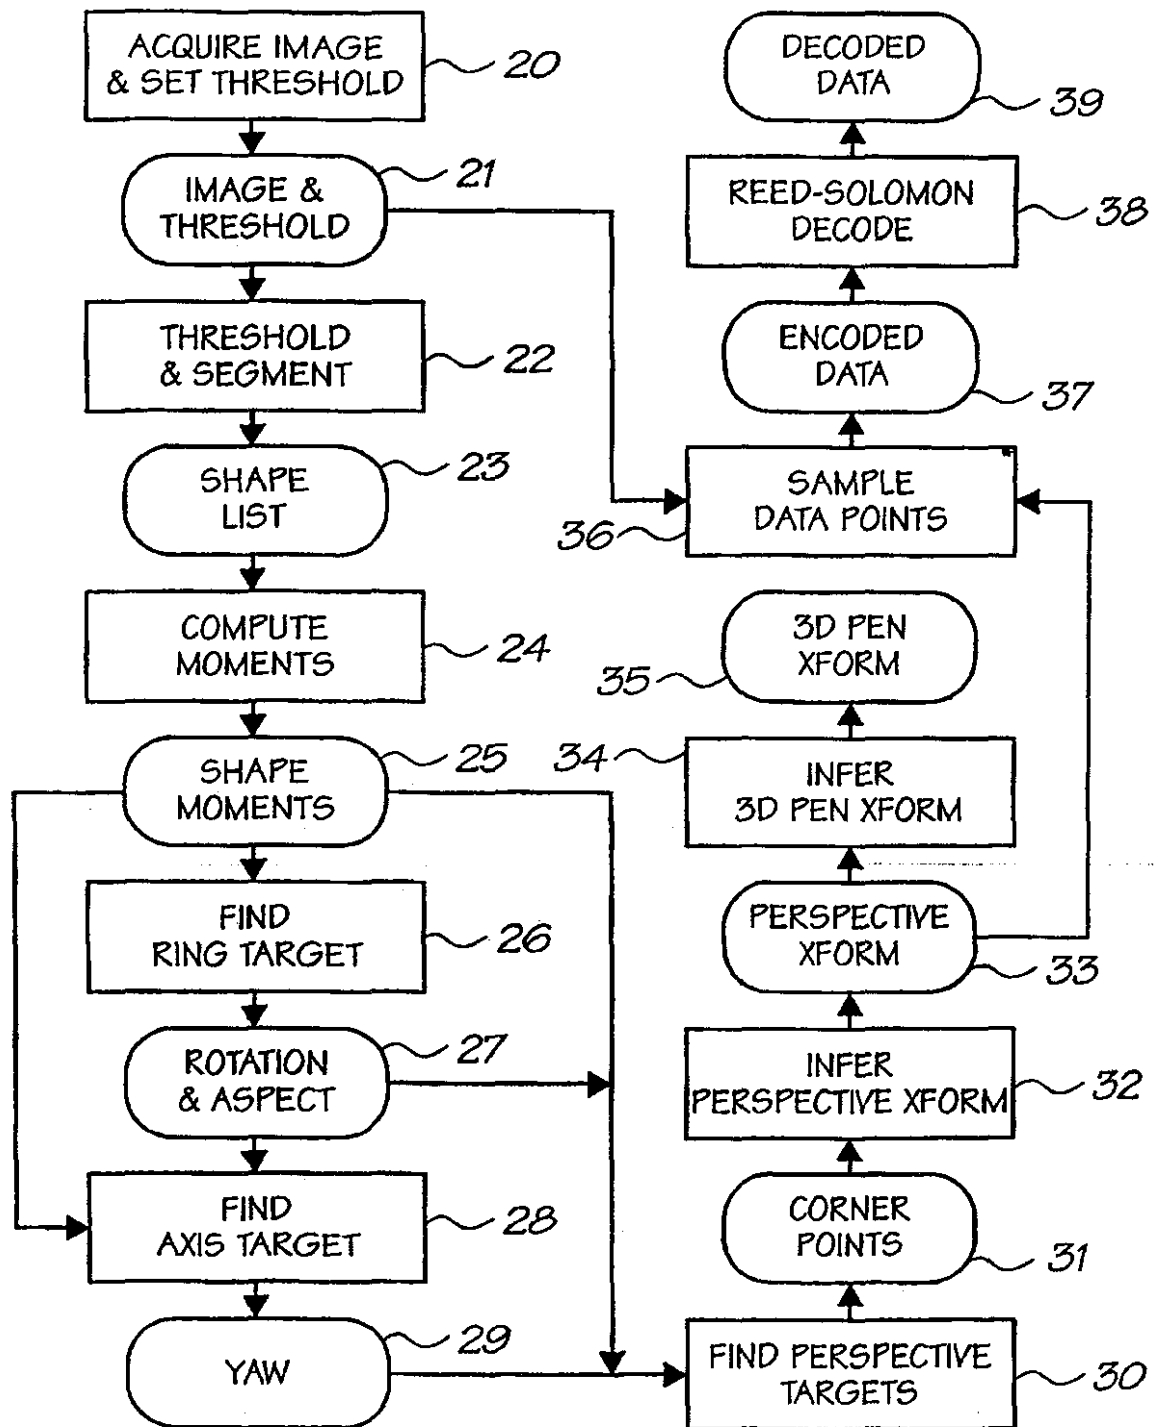 ACQUIRE IMAGE
& SET THRESHOLD
20
IMAGE &
THRESHOLD
21
THRESHOLD
& SEGMENT
22
SHAPE
LIST
23
COMPUTE
MOMENTS
24
SHAPE
MOMENTS
25
FIND
RING TARGET
26
ROTATION
& ASPECT
27
FIND
AXIS TARGET
28
YAW
29
DECODED
DATA
39
REED-SOLOMON
DECODE
38
ENCODED
DATA
37
SAMPLE
DATA POINTS
36
3D PEN
XFORM
35
INFER
3D PEN XFORM
34
PERSPECTIVE
XFORM
33
INFER
PERSPECTIVE XFORM
32
CORNER
POINTS
31
FIND PERSPECTIVE
TARGETS
30